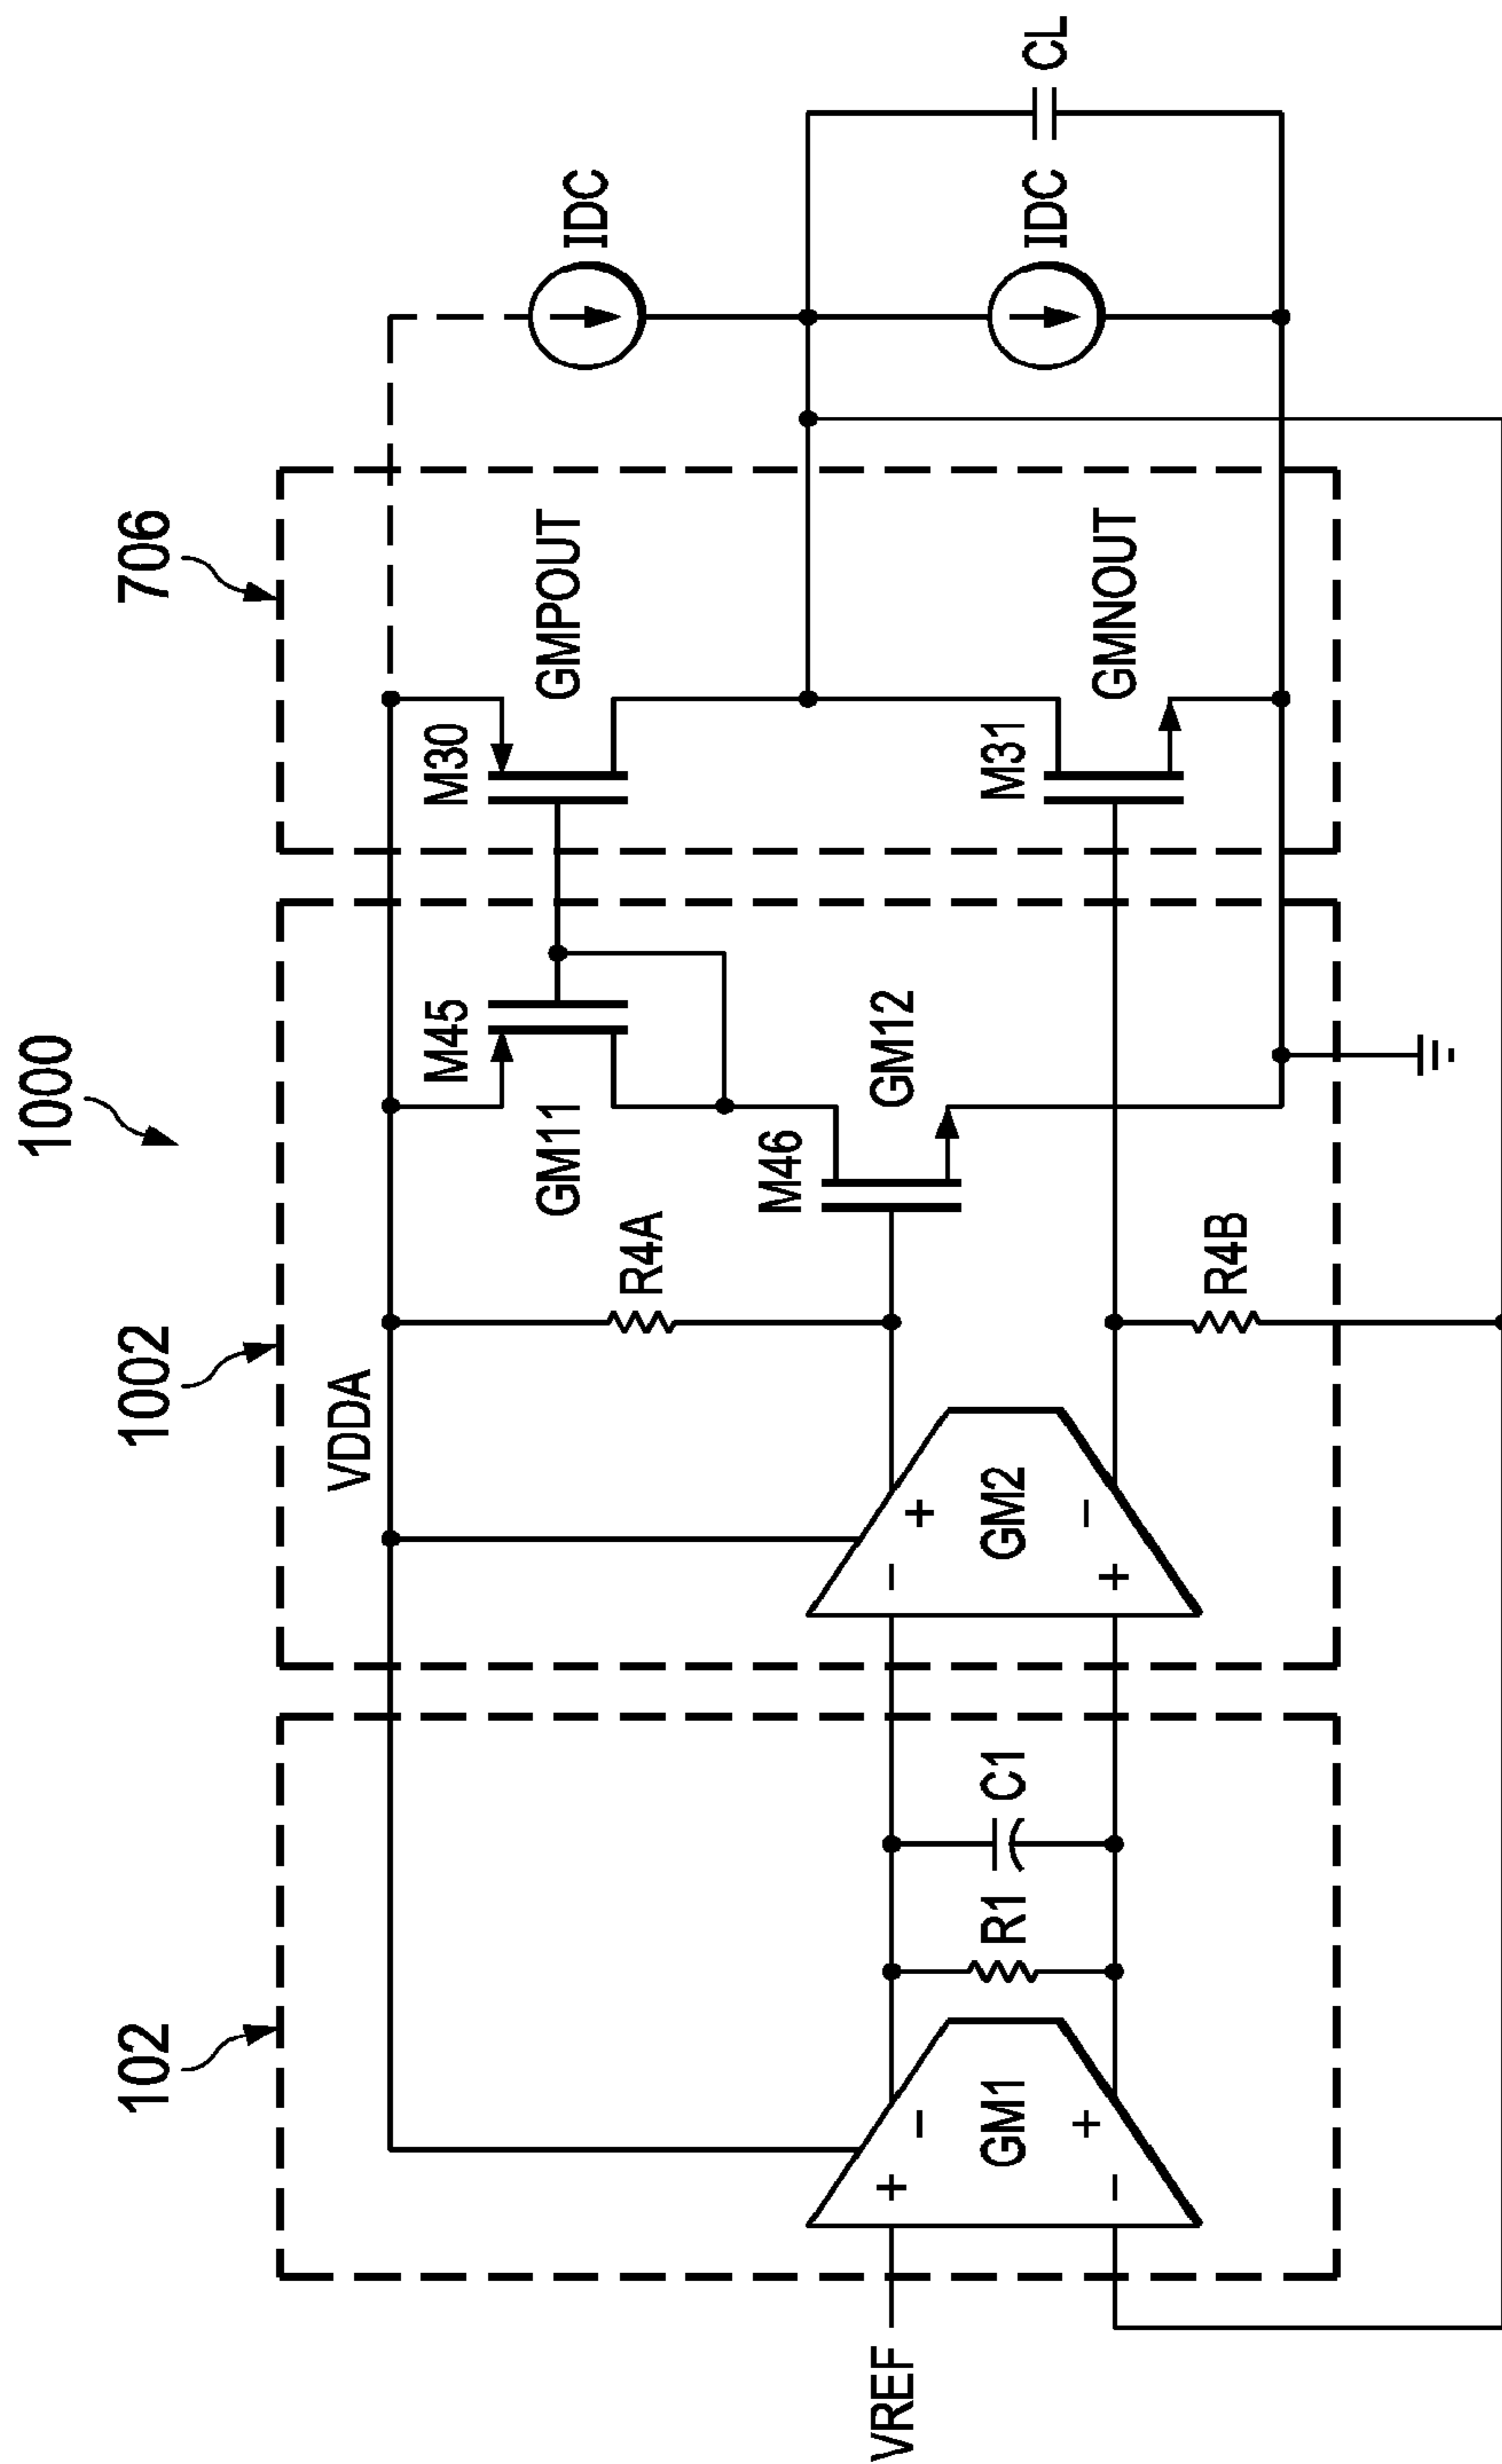 1000
102
1002
706
VDDA
M45
M30
GM11
GMPOUT
IDC
R4A
M46
GM12
VREF
+
−
−
+
GM1
R1
C1
−
+
+
−
GM2
M31
GMNOUT
IDC
CL
R4B